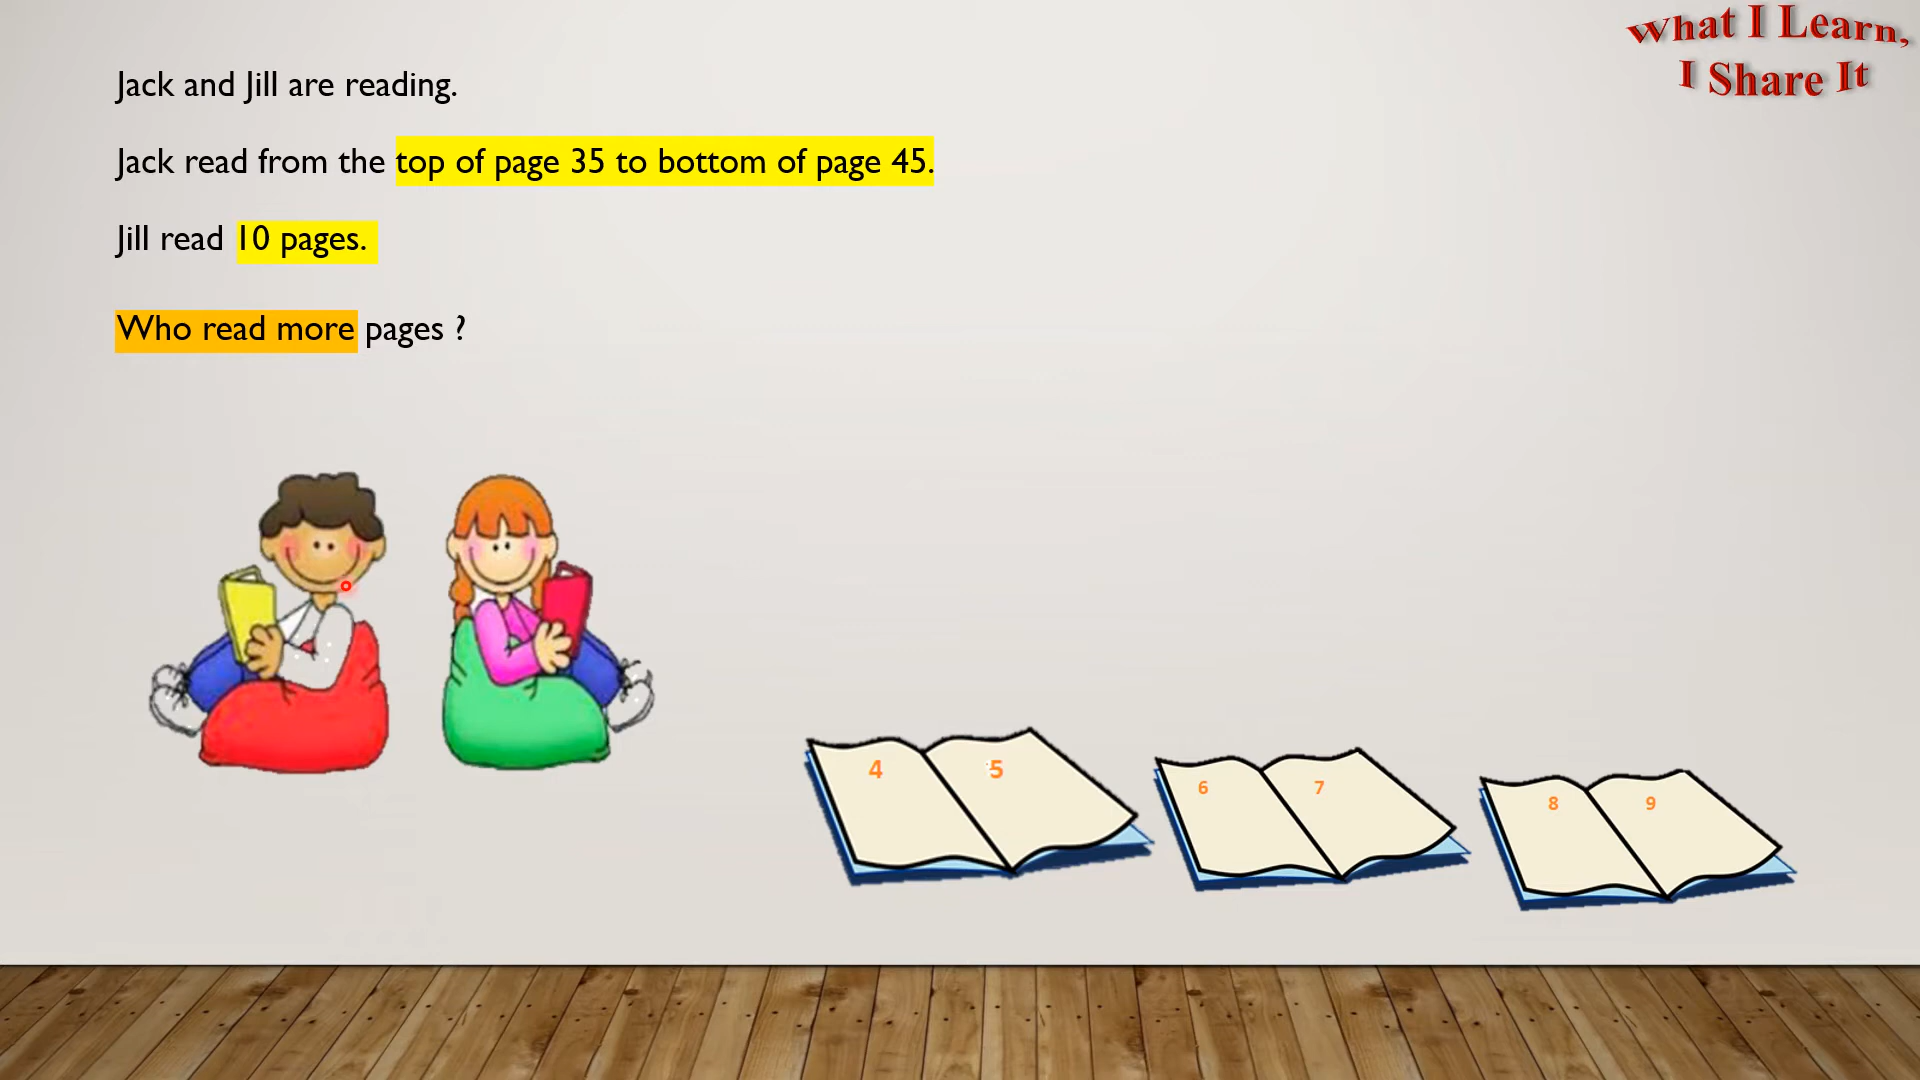 What I Learn,
I Share It
Jack and Jill are reading.
Jack read from the top of page 35 to bottom of page 45.
Jill read 10 pages.
Who read more pages ?
4 5
6 7
8 9